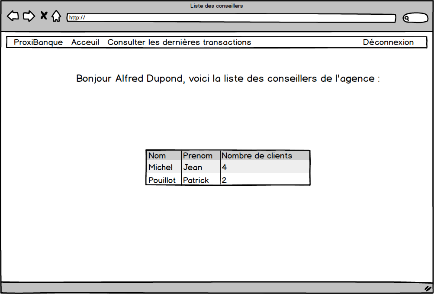 Liste des conseillers
http://
ProxiBanque Acceuil Consulter les dernières transactions Déconnexion
Bonjour Alfred Dupond, voici la liste des conseillers de l'agence :
Nom Prenom Nombre de clients
Michel Jean 4
Pouillot Patrick 2